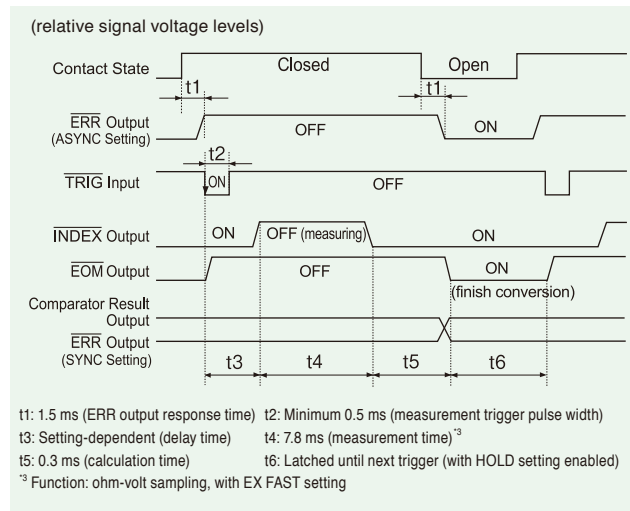 (relative signal voltage levels)
Contact State
Closed
Open
t1
t1
ERR Output
(ASYNC Setting)
OFF
ON
t2
TRIG Input
ON
OFF
INDEX Output
ON
OFF (measuring)
ON
EOM Output
OFF
ON
(finish conversion)
Comparator Result
Output
ERR Output
(SYNC Setting)
t3
t4
t5
t6
t1: 1.5 ms (ERR output response time) t2: Minimum 0.5 ms (measurement trigger pulse width)
t3: Setting-dependent (delay time) t4: 7.8 ms (measurement time)*3
t5: 0.3 ms (calculation time) t6: Latched until next trigger (with HOLD setting enabled)
*3 Function: ohm-volt sampling, with EX FAST setting